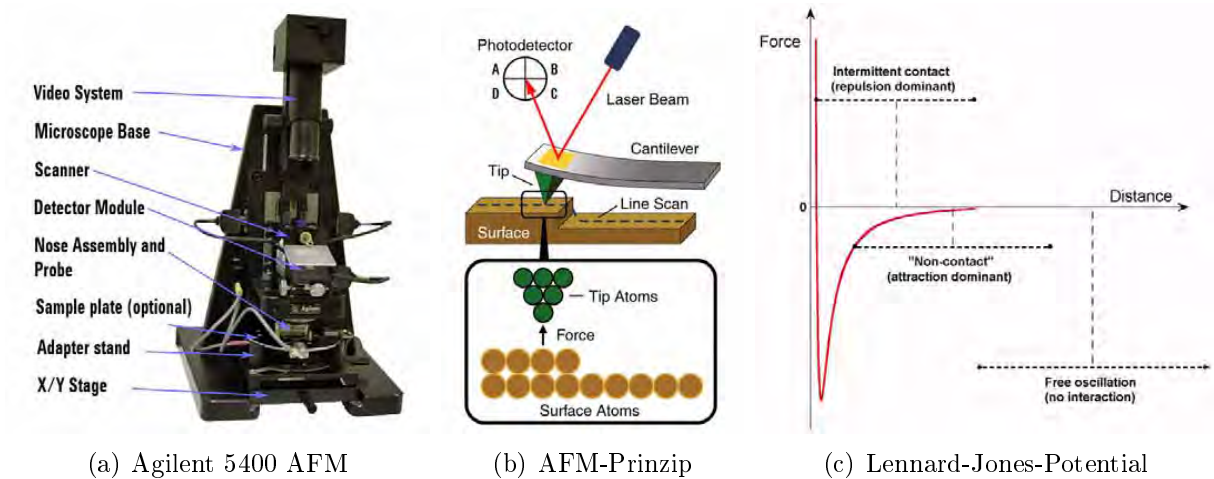 Video System
Microscope Base
Scanner
Detector Module
Nose Assembly and
Probe
Sample plate (optional)
Adapter stand
X/Y Stage
Photodetector
A B
D C
Laser Beam
Cantilever
Tip
Line Scan
Surface
Tip Atoms
Force
Surface Atoms
Force
Intermittent contact
(repulsion dominant)
0
Distance
"Non-contact"
(attraction dominant)
Free oscillation
(no interaction)
(a) Agilent 5400 AFM
(b) AFM-Prinzip
(c) Lennard-Jones-Potential